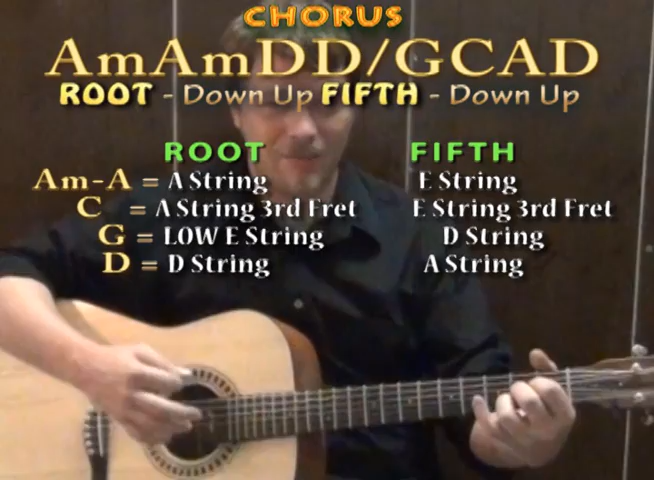 CHORUS
AmAmDD/GCAD
ROOT - Down Up FIFTH - Down Up
ROOT FIFTH
Am-A = A String E String
C = A String 3rd Fret E String 3rd Fret
G = LOW E String D String
D = D String A String